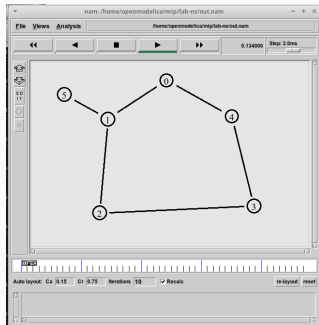 nam: /home/openmodelica/mip/lab-ns/out.nam
File Views Analysis /home/openmodelica/mip/lab-ns/out.nam
0.134000 Step: 2.0ms
EDIT
0
5
1
4
2
3
Auto layout: Ca 0.15 Cr 0.75 Iterations 10 Recalc re-layout reset